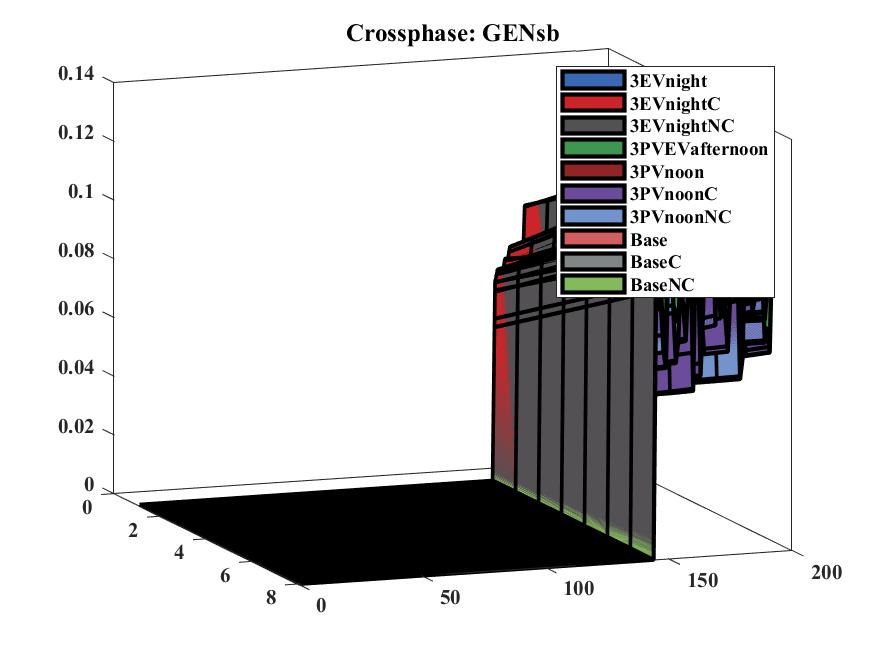 Crossphase: GENsb
3EVnight
3EVnightC
3EVnightNC
3PVEVafternoon
3PVnoon
3PVnoonC
3PVnoonNC
Base
BaseC
BaseNC
0.14
0.12
0.1
0.08
0.06
0.04
0.02
0
0
2
4
6
8
0
50
100
150
200